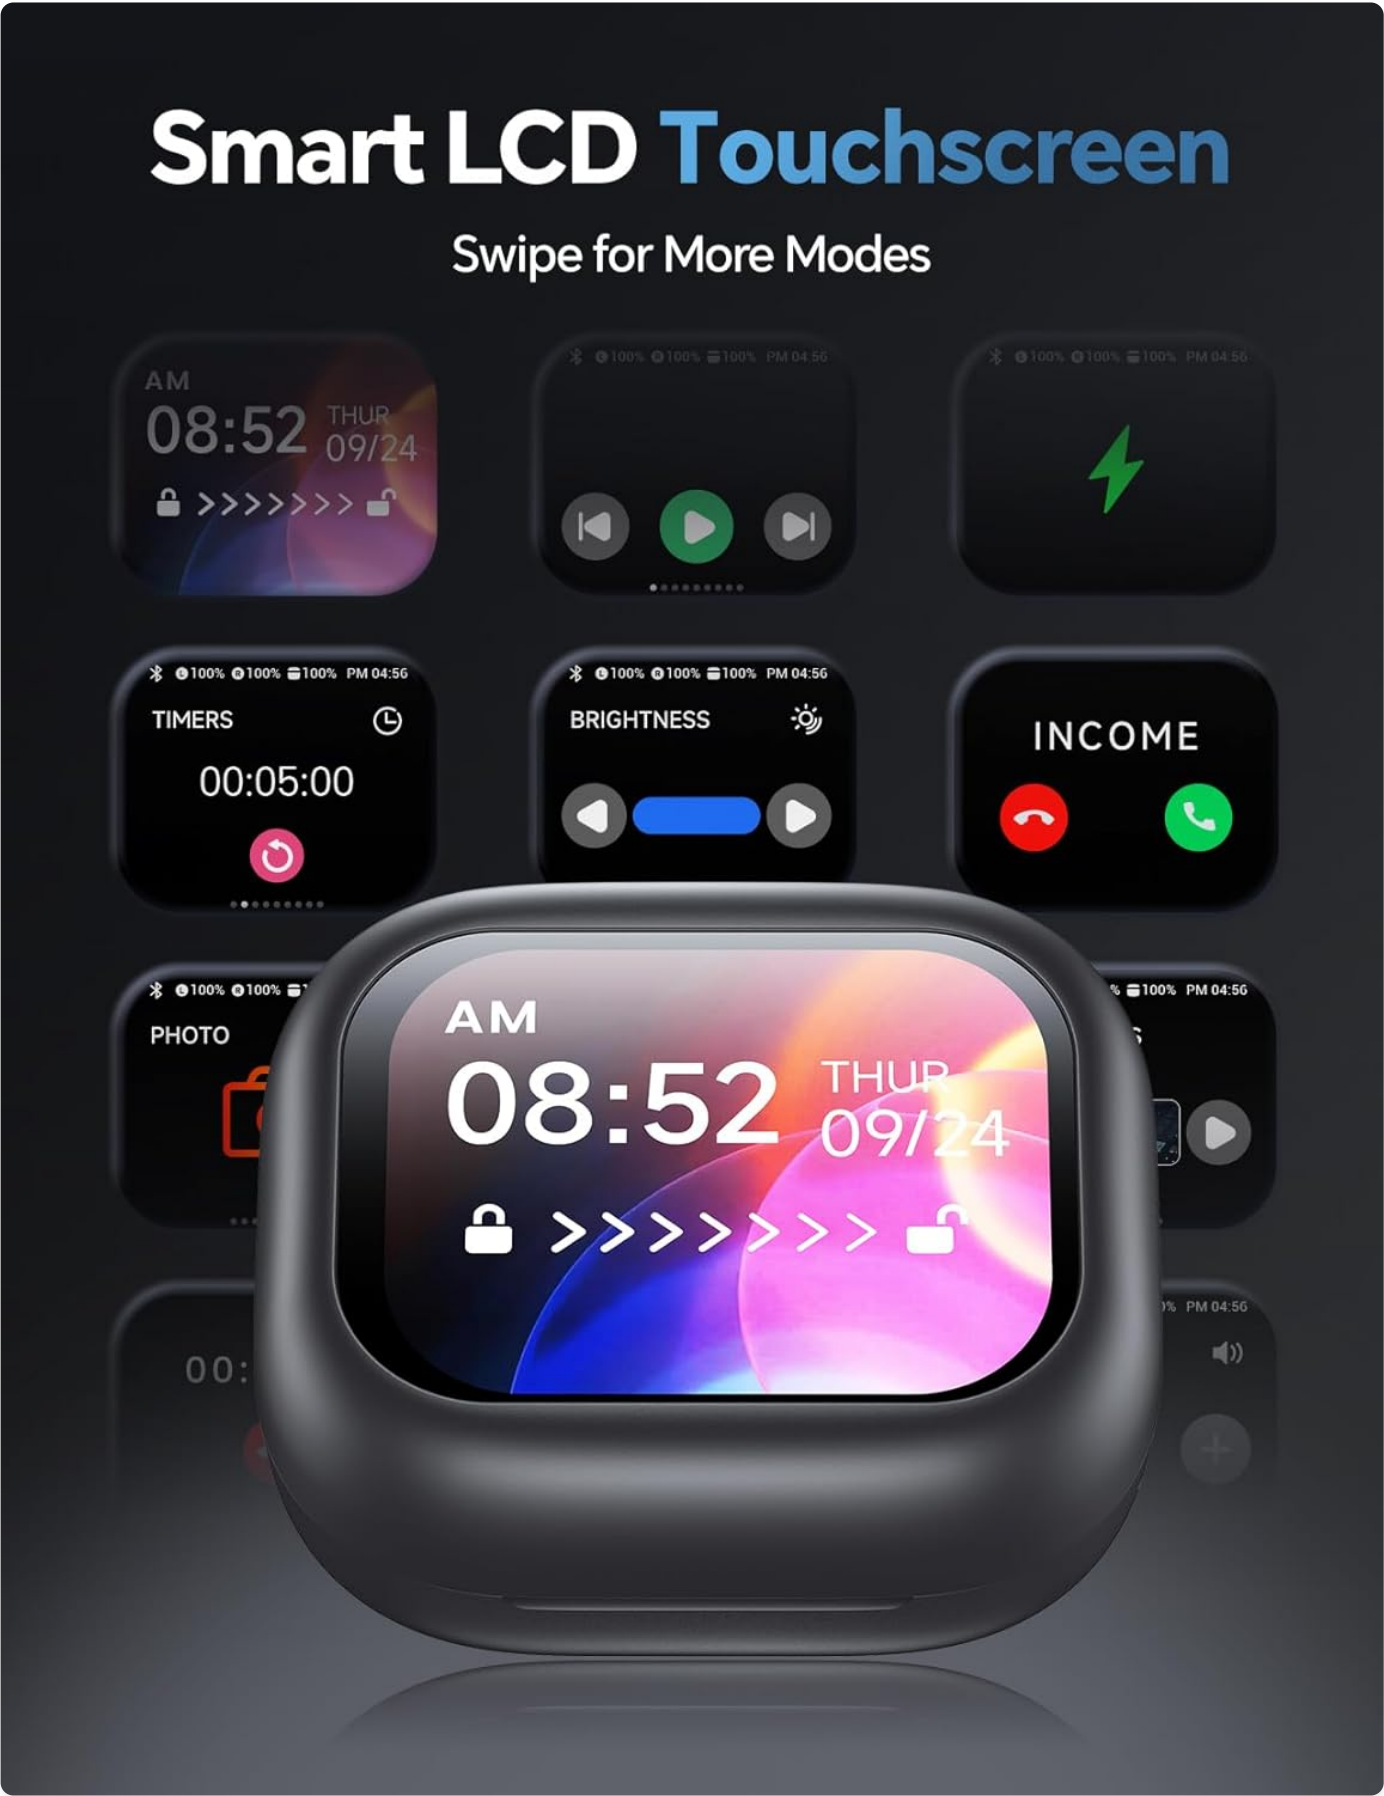 Smart LCD Touchscreen
Swipe for More Modes
AM
08:52
THUR
09/24
100% 100% 100% PM 04:56
100% 100% 100% PM 04:56
L 100% R 100% 100% PM 04:56
TIMERS
00:05:00
L 100% R 100% 100% PM 04:56
BRIGHTNESS
INCOME
L 100% R 100%
PHOTO
% 100% PM 04:56
S
AM
08:52
THUR
09/24
00:
% PM 04:56